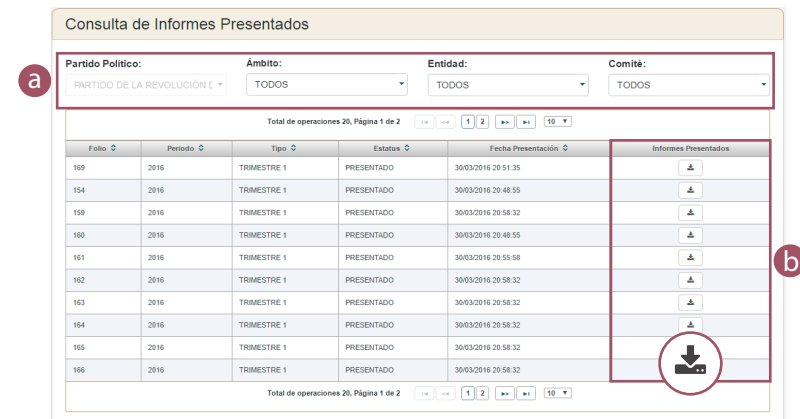 Consulta de Informes Presentados
a
Partido Político: Ámbito: Entidad: Comité:
PARTIDO DE LA REVOLUCIÓN D TODOS TODOS TODOS
Total de operaciones 20, Página 1 de 2 1 2 10
Folio Periodo Tipo Estatus Fecha Presentación Informes Presentados
169 2016 TRIMESTRE 1 PRESENTADO 30/03/2016 20:51:35
154 2016 TRIMESTRE 1 PRESENTADO 30/03/2016 20:48:55
159 2016 TRIMESTRE 1 PRESENTADO 30/03/2016 20:58:32
160 2016 TRIMESTRE 1 PRESENTADO 30/03/2016 20:48:55
161 2016 TRIMESTRE 1 PRESENTADO 30/03/2016 20:55:58
b
162 2016 TRIMESTRE 1 PRESENTADO 30/03/2016 20:58:32
163 2016 TRIMESTRE 1 PRESENTADO 30/03/2016 20:58:32
164 2016 TRIMESTRE 1 PRESENTADO 30/03/2016 20:58:32
165 2016 TRIMESTRE 1 PRESENTADO 30/03/2016 20:58:32
166 2016 TRIMESTRE 1 PRESENTADO 30/03/2016 20:58:32
Total de operaciones 20, Página 1 de 2 1 2 10